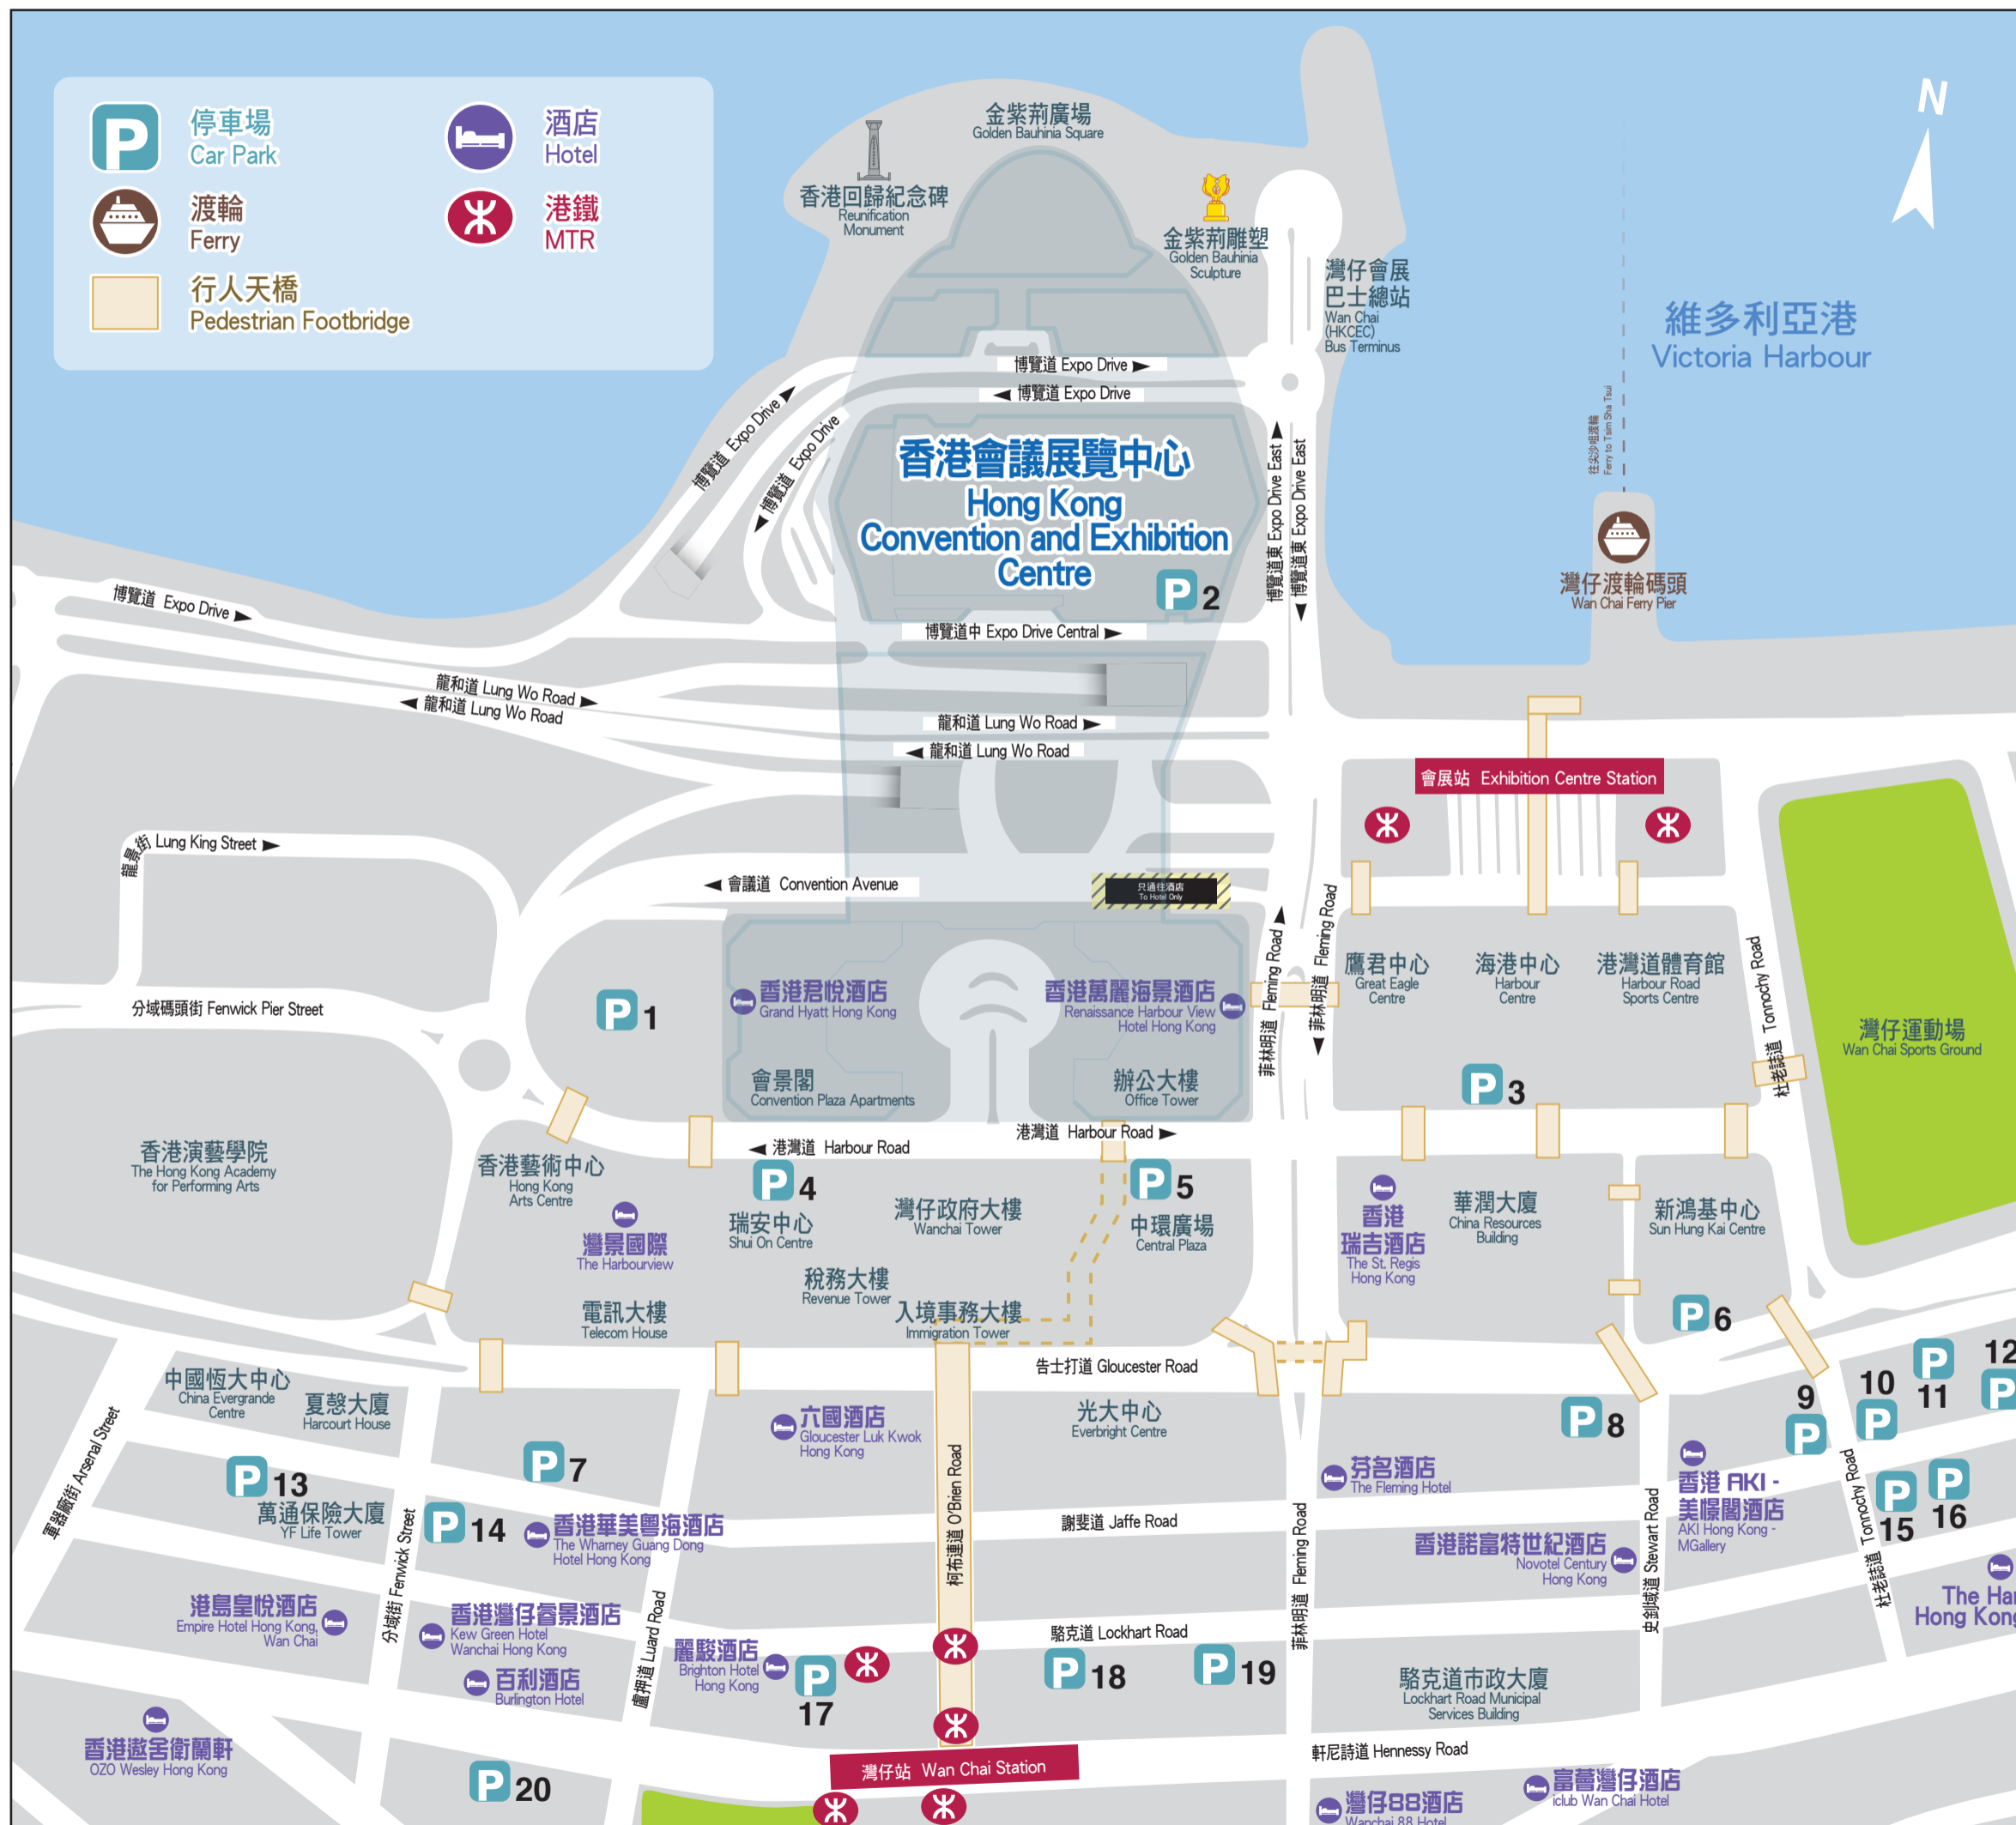 停車場
Car Park
酒店
Hotel
渡輪
Ferry
港鐵
MTR
行人天橋
Pedestrian Footbridge
N
金紫荊廣場
Golden Bauhinia Square
香港回歸紀念碑
Reunification
Monument
金紫荊雕塑
Golden Bauhinia
Sculpture
灣仔會展
巴士總站
Wan Chai
(HKCEC)
Bus Terminus
維多利亞港
Victoria Harbour
往尖沙咀渡輪
Ferry to Tsim Sha Tsui
灣仔渡輪碼頭
Wan Chai Ferry Pier
博覽道 Expo Drive
博覽道 Expo Drive
博覽道 Expo Drive
博覽道 Expo Drive
博覽道東 Expo Drive East
博覽道東 Expo Drive East
香港會議展覽中心
Hong Kong
Convention and Exhibition
Centre
P 2
博覽道 Expo Drive
博覽道中 Expo Drive Central
龍和道 Lung Wo Road
龍和道 Lung Wo Road
龍和道 Lung Wo Road
龍和道 Lung Wo Road
會展站 Exhibition Centre Station
龍景街 Lung King Street
會議道 Convention Avenue
只通往酒店
To Hotel Only
菲林明道 Fleming Road
菲林明道 Fleming Road
杜老誌道 Tonnochy Road
分域碼頭街 Fenwick Pier Street
P 1
香港君悅酒店
Grand Hyatt Hong Kong
香港萬麗海景酒店
Renaissance Harbour View
Hotel Hong Kong
鷹君中心
Great Eagle
Centre
海港中心
Harbour
Centre
港灣道體育館
Harbour Road
Sports Centre
灣仔運動場
Wan Chai Sports Ground
會景閣
Convention Plaza Apartments
辦公大樓
Office Tower
P 3
港灣道 Harbour Road
港灣道 Harbour Road
香港演藝學院
The Hong Kong Academy
for Performing Arts
香港藝術中心
Hong Kong
Arts Centre
灣景國際
The Harbourview
P 4
瑞安中心
Shui On Centre
灣仔政府大樓
Wanchai Tower
P 5
中環廣場
Central Plaza
香港
瑞吉酒店
The St. Regis
Hong Kong
華潤大廈
China Resources
Building
新鴻基中心
Sun Hung Kai Centre
稅務大樓
Revenue Tower
電訊大樓
Telecom House
入境事務大樓
Immigration Tower
P 6
告士打道 Gloucester Road
中國恆大中心
China Evergrande
Centre
夏慤大廈
Harcourt House
軍器廠街 Arsenal Street
六國酒店
Gloucester Luk Kwok
Hong Kong
柯布連道 O'Brien Road
光大中心
Everbright Centre
P 8
9
P
10
P
P
11
12
P
P 13
萬通保險大廈
YF Life Tower
P 7
P 14
分域街 Fenwick Street
香港華美粵海酒店
The Wharney Guang Dong
Hotel Hong Kong
謝斐道 Jaffe Road
芬名酒店
The Fleming Hotel
菲林明道 Fleming Road
香港諾富特世紀酒店
Novotel Century
Hong Kong
史釗域道 Stewart Road
香港 AKI -
美憬閣酒店
AKI Hong Kong -
MGallery
杜老誌道 Tonnochy Road
P
15
P
16
The Ha
Hong Kong
港島皇悅酒店
Empire Hotel Hong Kong,
Wan Chai
香港灣仔睿景酒店
Kew Green Hotel
Wanchai Hong Kong
百利酒店
Burlington Hotel
盧押道 Luard Road
麗駿酒店
Brighton Hotel
Hong Kong
P
17
駱克道 Lockhart Road
P 18
P 19
駱克道市政大廈
Lockhart Road Municipal
Services Building
香港遨舍衛蘭軒
OZO Wesley Hong Kong
P 20
灣仔站 Wan Chai Station
軒尼詩道 Hennessy Road
灣仔88酒店
Wanchai 88 Hotel
富薈灣仔酒店
iclub Wan Chai Hotel